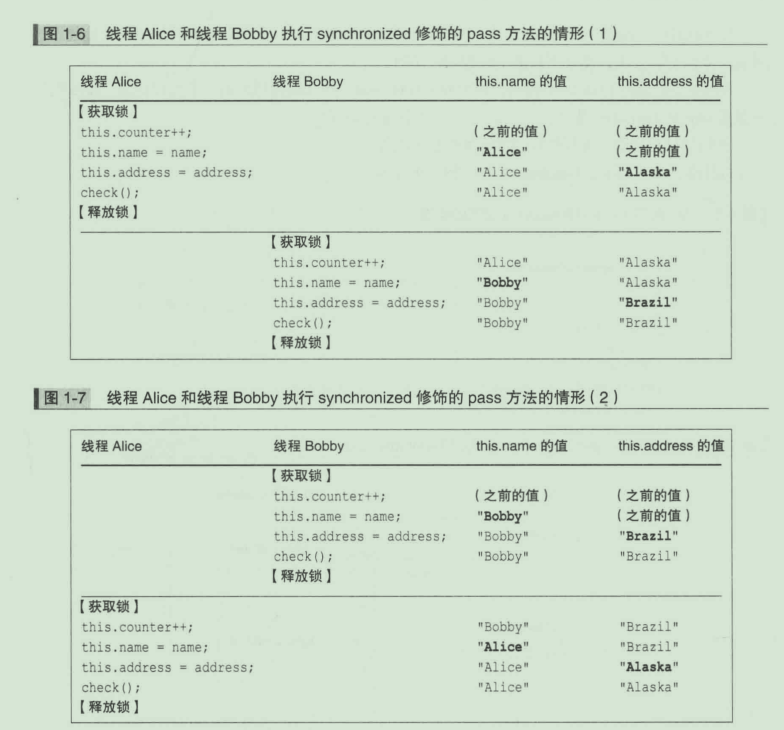 图 1-6 线程 Alice 和线程 Bobby 执行 synchronized 修饰的 pass 方法的情形（1）
线程 Alice 线程 Bobby this.name 的值 this.address 的值
【获取锁】
this.counter++; （之前的值） （之前的值）
this.name = name; "Alice" （之前的值）
this.address = address; "Alice" "Alaska"
check(); "Alice" "Alaska"
【释放锁】
【获取锁】
this.counter++; "Alice" "Alaska"
this.name = name; "Bobby" "Alaska"
this.address = address; "Bobby" "Brazil"
check(); "Bobby" "Brazil"
【释放锁】
图 1-7 线程 Alice 和线程 Bobby 执行 synchronized 修饰的 pass 方法的情形（2）
线程 Alice 线程 Bobby this.name 的值 this.address 的值
【获取锁】
this.counter++; （之前的值） （之前的值）
this.name = name; "Bobby" （之前的值）
this.address = address; "Bobby" "Brazil"
check(); "Bobby" "Brazil"
【释放锁】
【获取锁】
this.counter++; "Bobby" "Brazil"
this.name = name; "Alice" "Brazil"
this.address = address; "Alice" "Alaska"
check(); "Alice" "Alaska"
【释放锁】